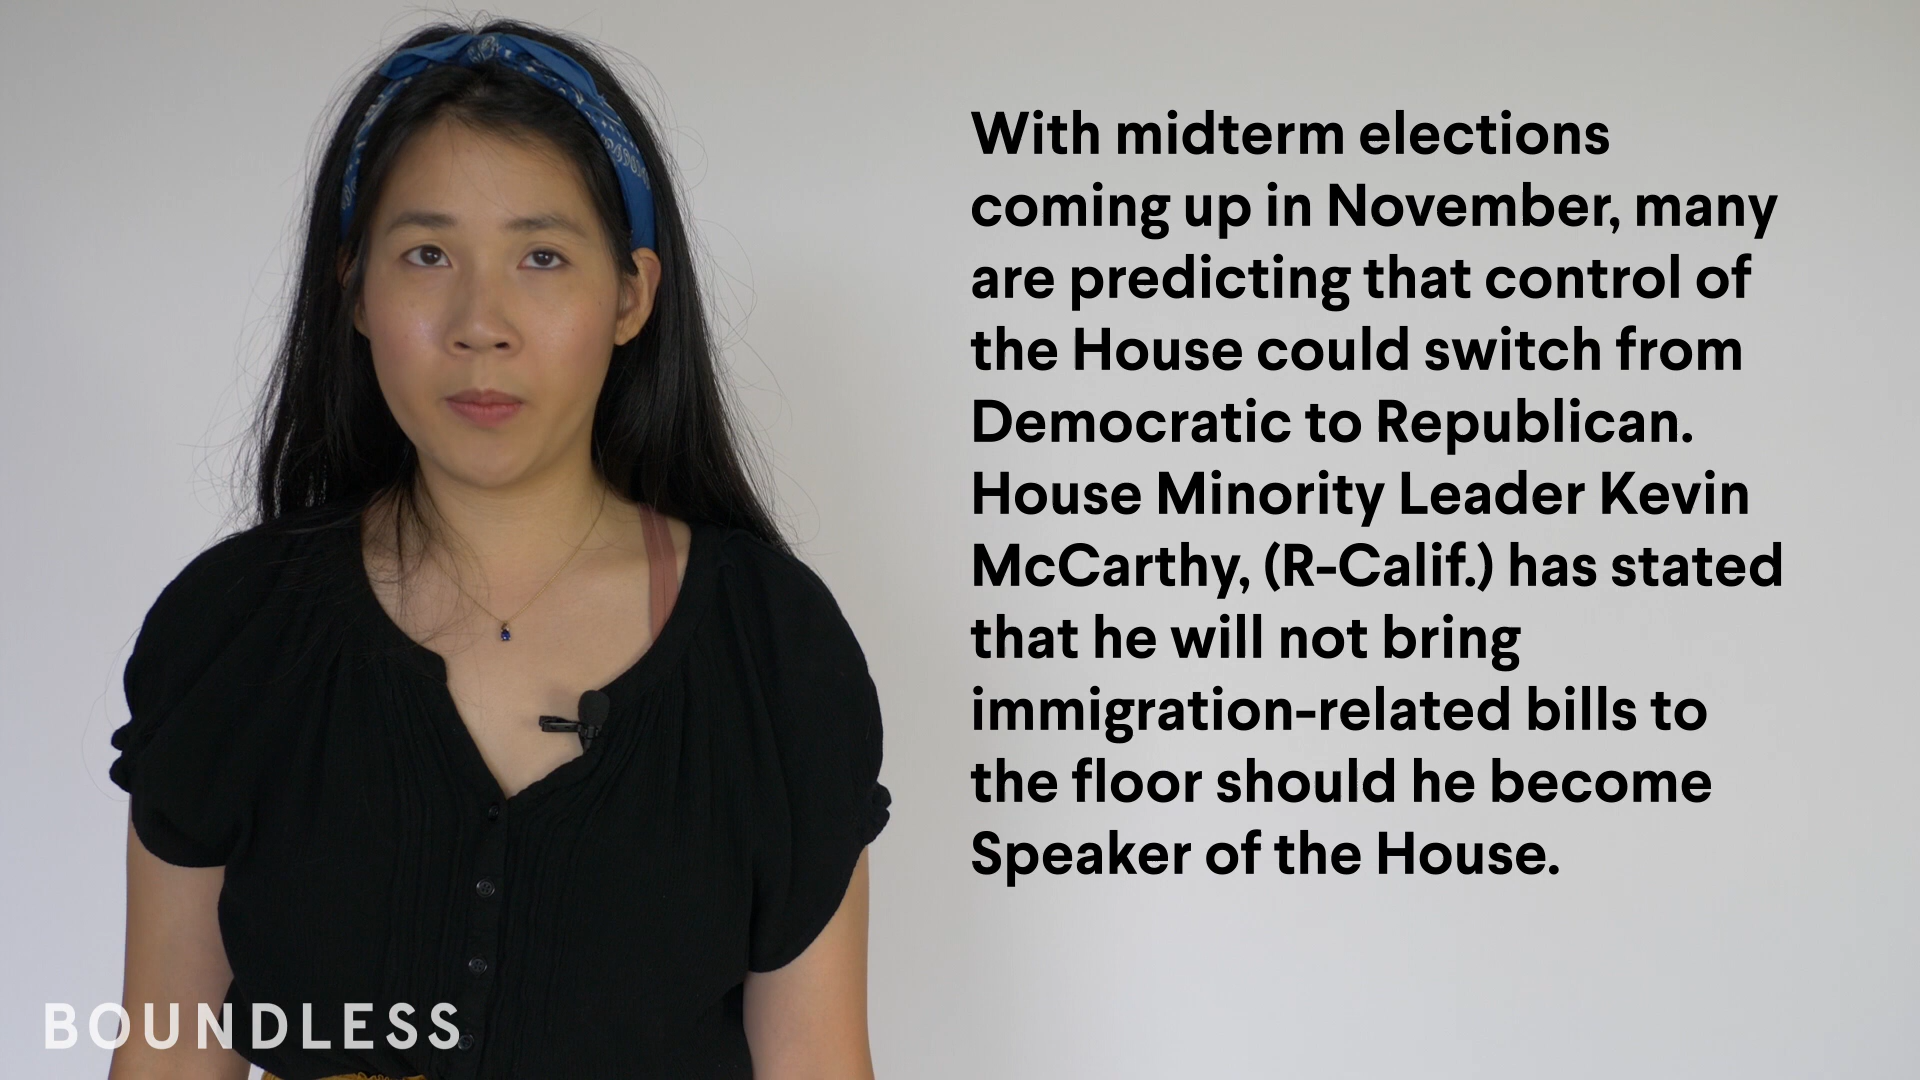 With midterm elections
coming up in November, many
are predicting that control of
the House could switch from
Democratic to Republican.
House Minority Leader Kevin
McCarthy, (R-Calif.) has stated
that he will not bring
immigration-related bills to
the floor should he become
Speaker of the House.
BOUNDLESS